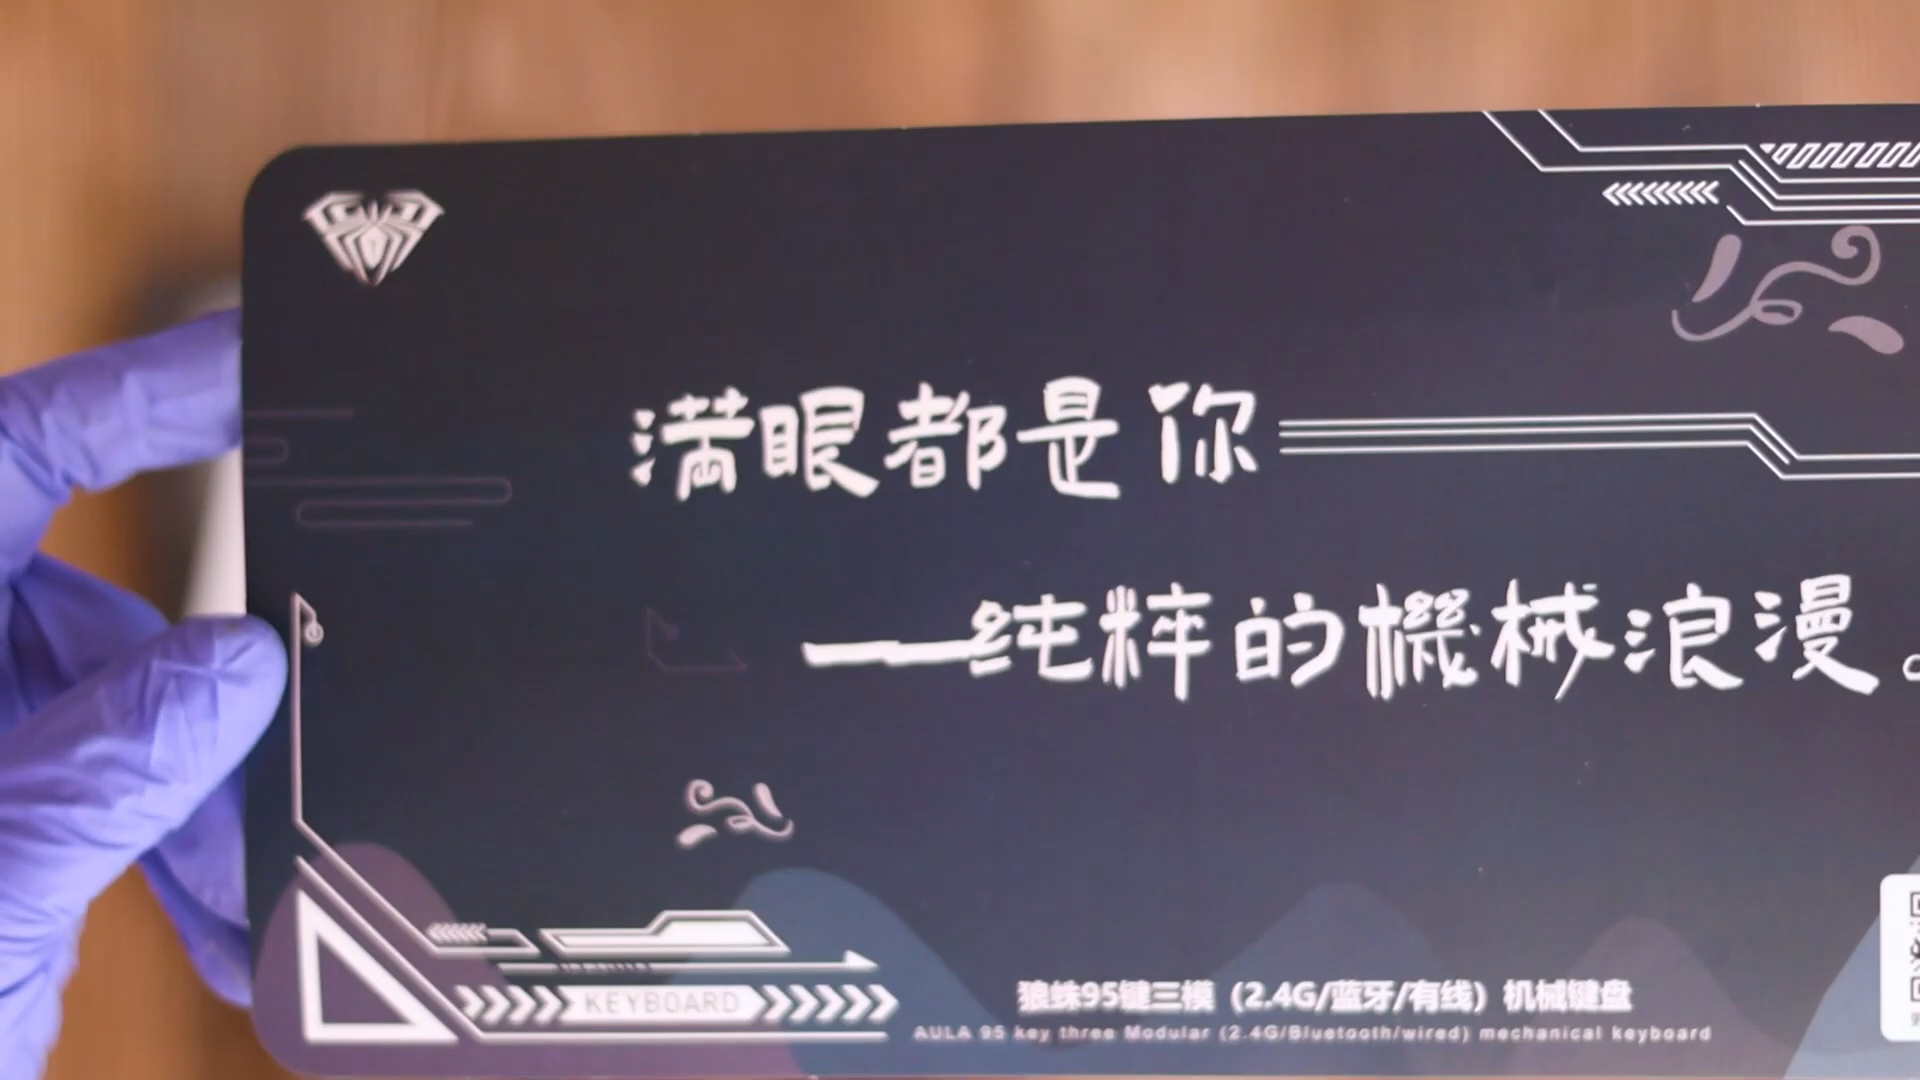 满眼都是你
——纯粹的機械浪漫。
KEYBOARD
狼蛛95键三模（2.4G/蓝牙/有线）机械键盘
AULA 95 key three Modular (2.4G/Bluetooth/wired) mechanical keyboard